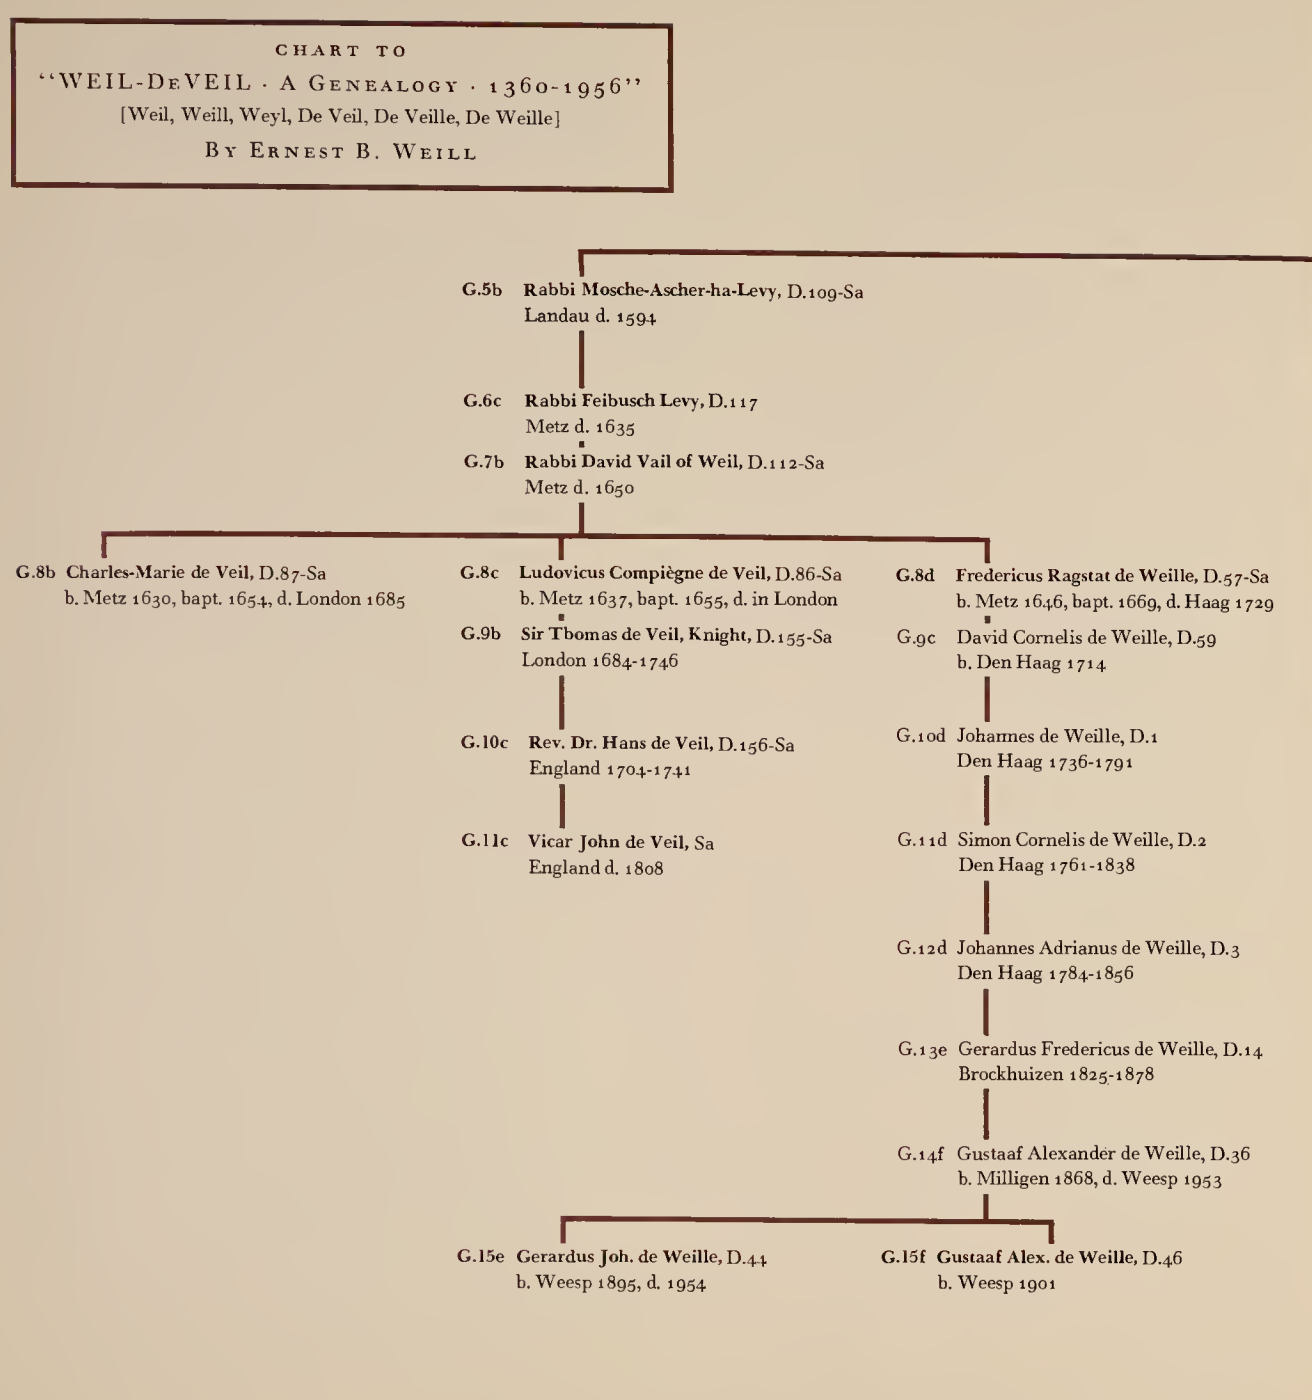 CHART TO
“WEIL-DeVEIL · A Genealogy · 1360-1956”
[Weil, Weill, Weyl, De Veil, De Veille, De Weille]
By Ernest B. Weill
G.5b Rabbi Mosche-Ascher-ha-Levy, D.109-Sa
Landau d. 1594
G.6c Rabbi Feibusch Levy, D.117
Metz d. 1635
G.7b Rabbi David Vail of Weil, D.112-Sa
Metz d. 1650
G.8b Charles-Marie de Veil, D.87-Sa
b. Metz 1630, bapt. 1654, d. London 1685
G.8c Ludovicus Compiègne de Veil, D.86-Sa
b. Metz 1637, bapt. 1655, d. in London
G.9b Sir Thomas de Veil, Knight, D.155-Sa
London 1684-1746
G.10c Rev. Dr. Hans de Veil, D.156-Sa
England 1704-1741
G.11c Vicar John de Veil, Sa
England d. 1808
G.8d Fredericus Ragstat de Weille, D.57-Sa
b. Metz 1646, bapt. 1669, d. Haag 1729
G.9c David Cornelis de Weille, D.59
b. Den Haag 1714
G.10d Johannes de Weille, D.1
Den Haag 1736-1791
G.11d Simon Cornelis de Weille, D.2
Den Haag 1761-1838
G.12d Johannes Adrianus de Weille, D.3
Den Haag 1784-1856
G.13e Gerardus Fredericus de Weille, D.14
Brockhuizen 1825-1878
G.14f Gustaaf Alexander de Weille, D.36
b. Milligen 1868, d. Weesp 1953
G.15e Gerardus Joh. de Weille, D.44
b. Weesp 1895, d. 1954
G.15f Gustaaf Alex. de Weille, D.46
b. Weesp 1901